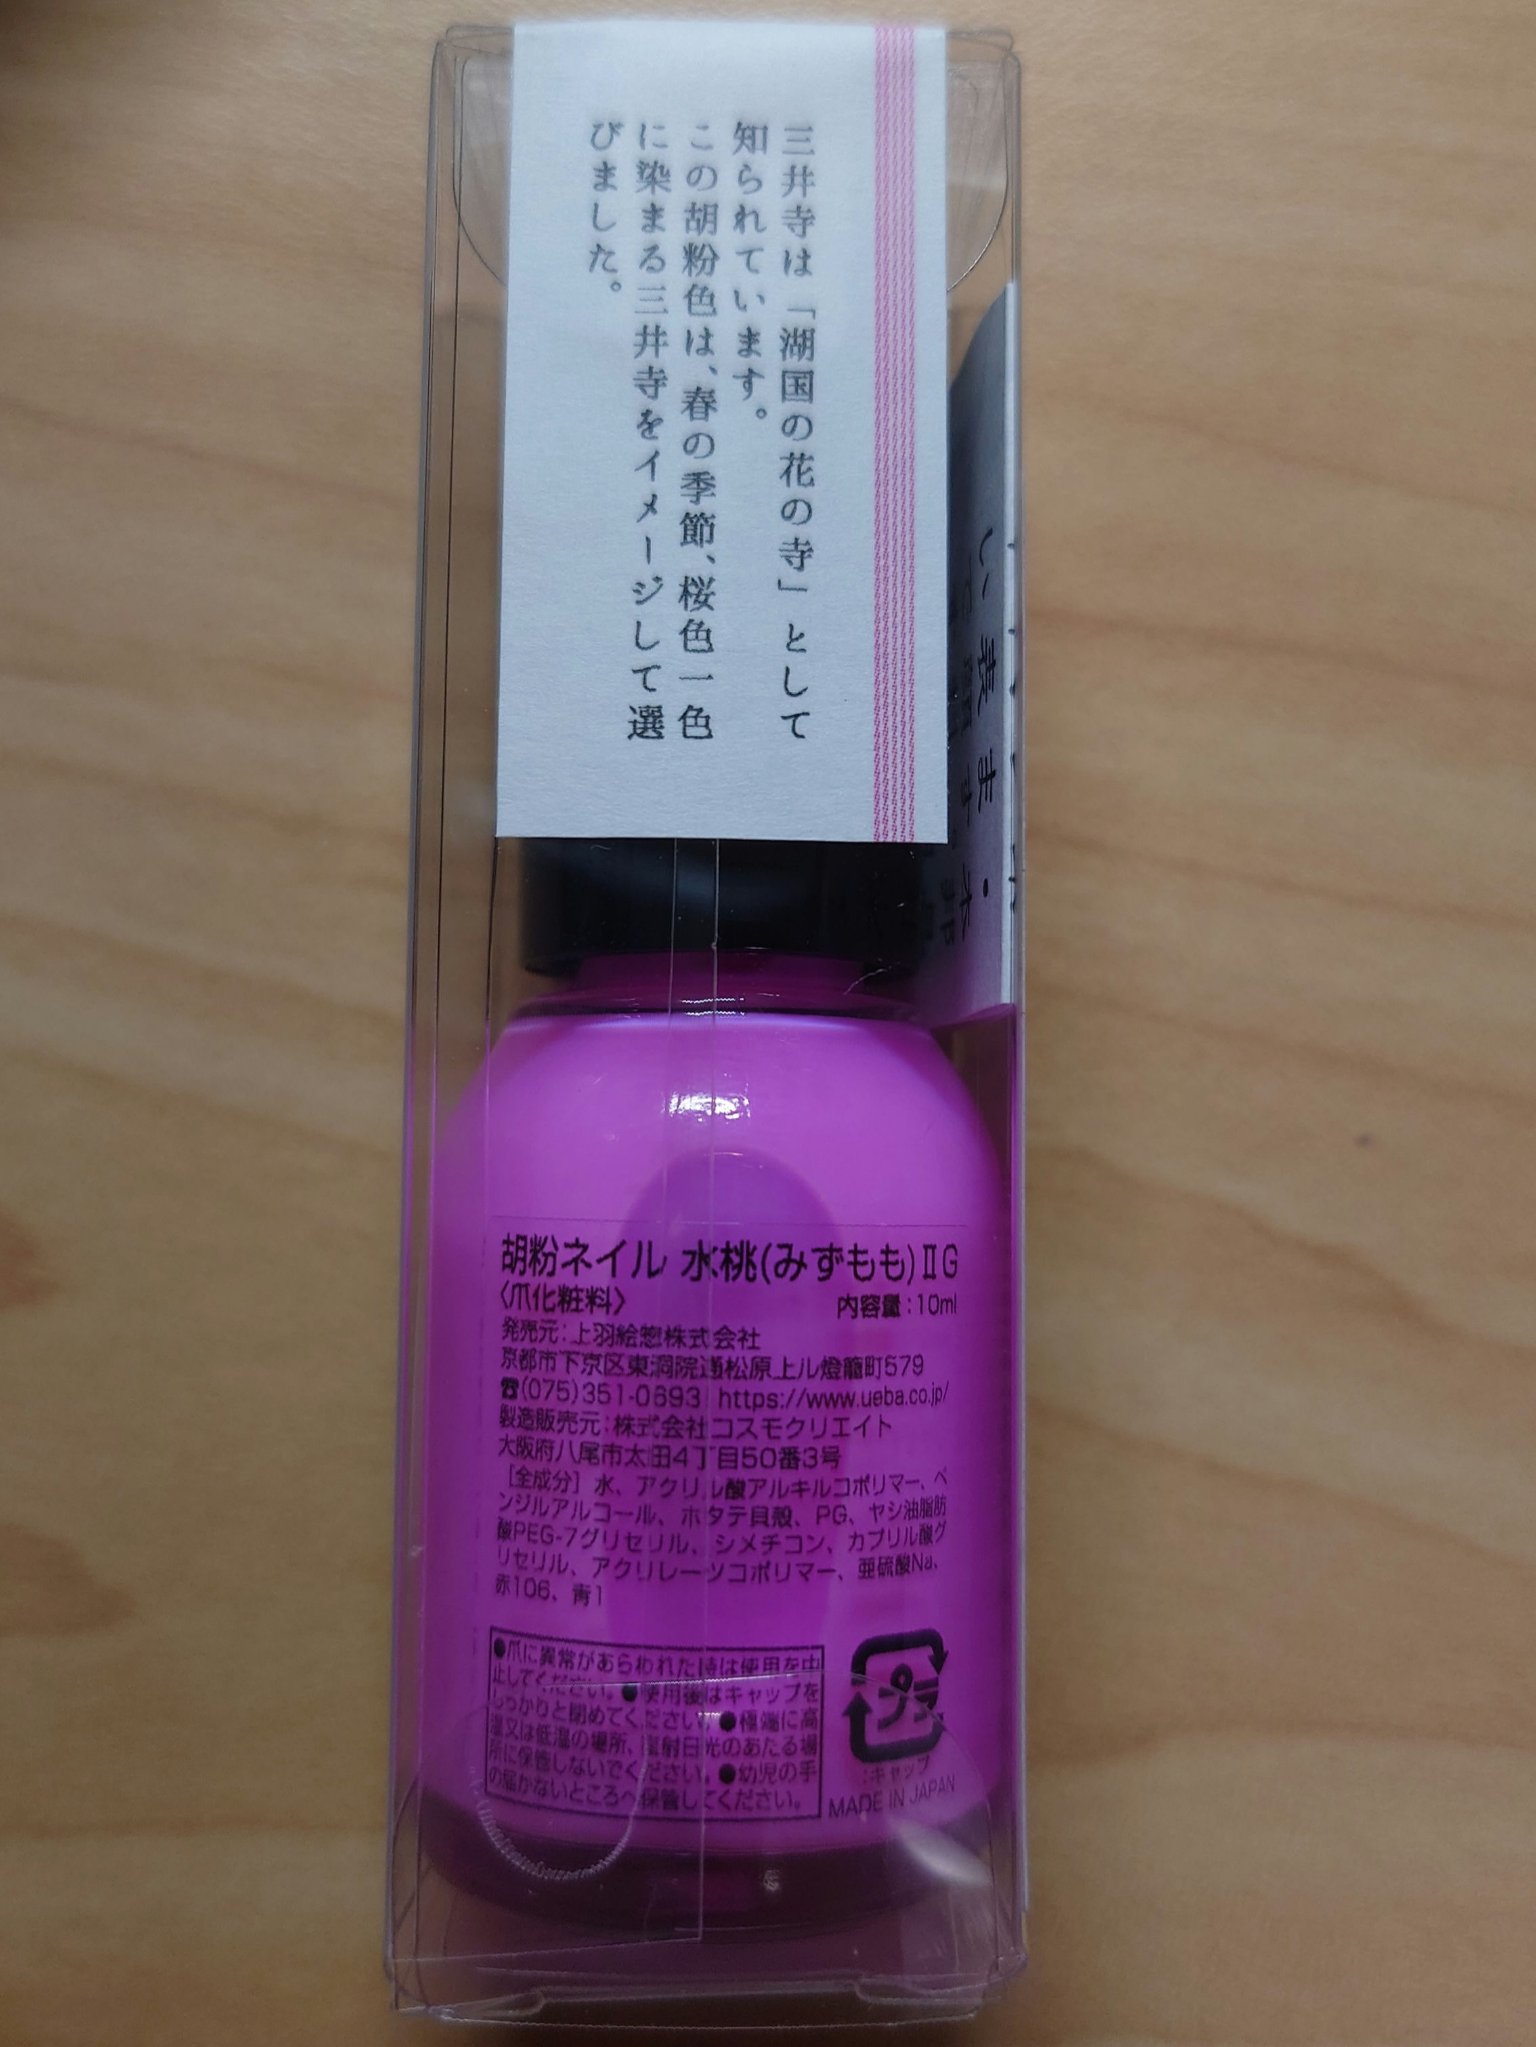 三井寺は「湖国の花の寺」として
知られています。
この胡粉色は、春の季節、桜色一色
に染まる三井寺をイメージして選
びました。
胡粉ネイル 水桃(みずもも)ⅡG
〈爪化粧料〉 内容量:10ml
発売元:上羽絵惣株式会社
京都市下京区東洞院通松原上ル燈籠町579
☎(075)351-0693 https://www.ueba.co.jp/
製造販売元:株式会社コスモクリエイト
大阪府八尾市太田4丁目50番3号
[全成分]水、アクリル酸アルキルコポリマー、ベ
ンジルアルコール、ホタテ貝殻、PG、ヤシ油脂肪
酸PEG-7グリセリル、シメチコン、カプリル酸グ
リセリル、アクリレーツコポリマー、亜硫酸Na、
赤106、青1
●爪に異常があらわれた時は使用を中
止してください。●使用後はキャップを
しっかりと閉めてください。●極端に高
温又は低温の場所、直射日光のあたる場
所に保管しないでください。●幼児の手
の届かないところへ保管してください。
プラ
:キャップ
MADE IN JAPAN